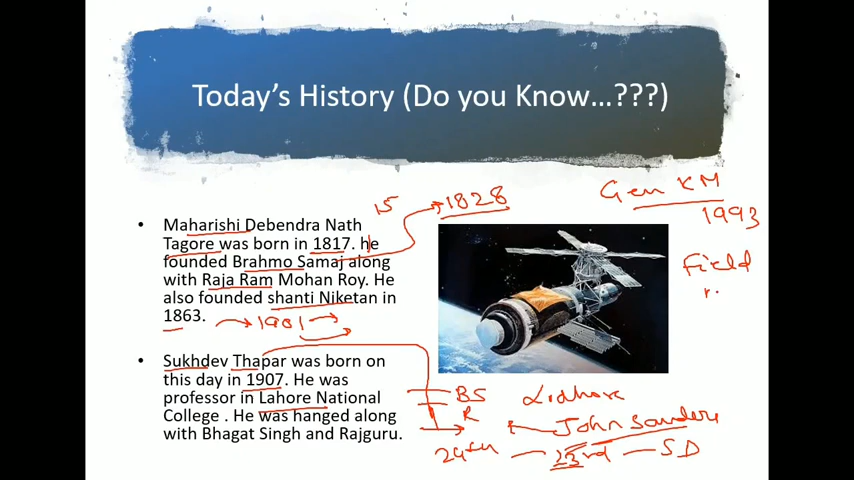 Today's History (Do you Know…???)
Gen KM
1993
15
1828
Field
• Maharishi Debendra Nath
Tagore was born in 1817. he
founded Brahmo Samaj along
with Raja Ram Mohan Roy. He
also founded shanti Niketan in
1863.
1901
• Sukhdev Thapar was born on
this day in 1907. He was
professor in Lahore National
College . He was hanged along
with Bhagat Singh and Rajguru.
BS
R
John Sanders
24th — 23rd — SD